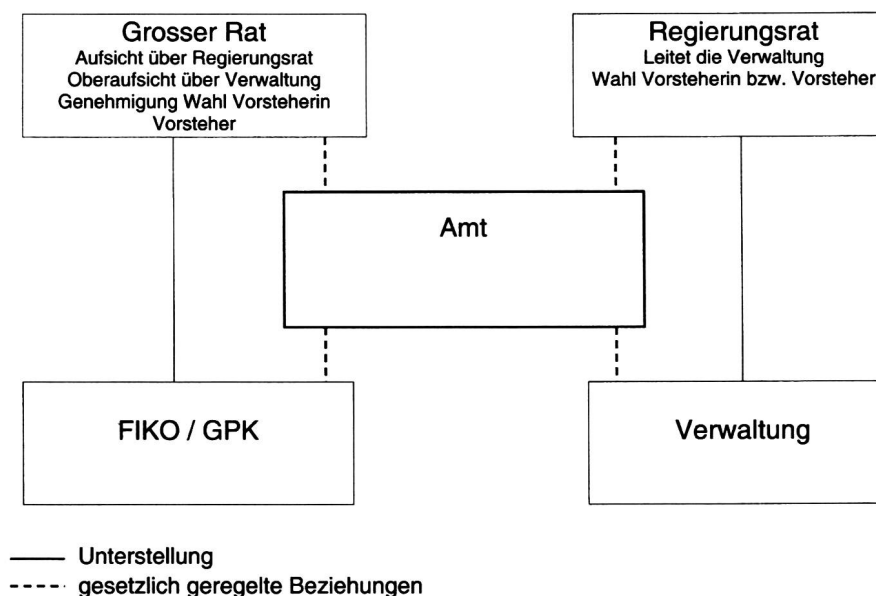 Grosser Rat
Aufsicht über Regierungsrat
Oberaufsicht über Verwaltung
Genehmigung Wahl Vorsteherin
Vorsteher
Regierungsrat
Leitet die Verwaltung
Wahl Vorsteherin bzw. Vorsteher
Amt
FIKO / GPK
Verwaltung
Unterstellung
gesetzlich geregelte Beziehungen